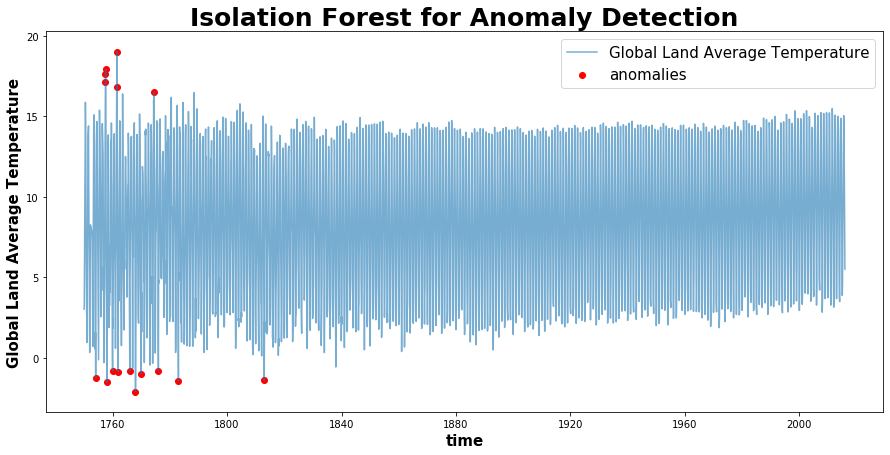 Isolation Forest for Anomaly Detection
Global Land Average Temperature
anomalies
Global Land Average Temperature
20
15
10
5
0
1760 1800 1840 1880 1920 1960 2000
time